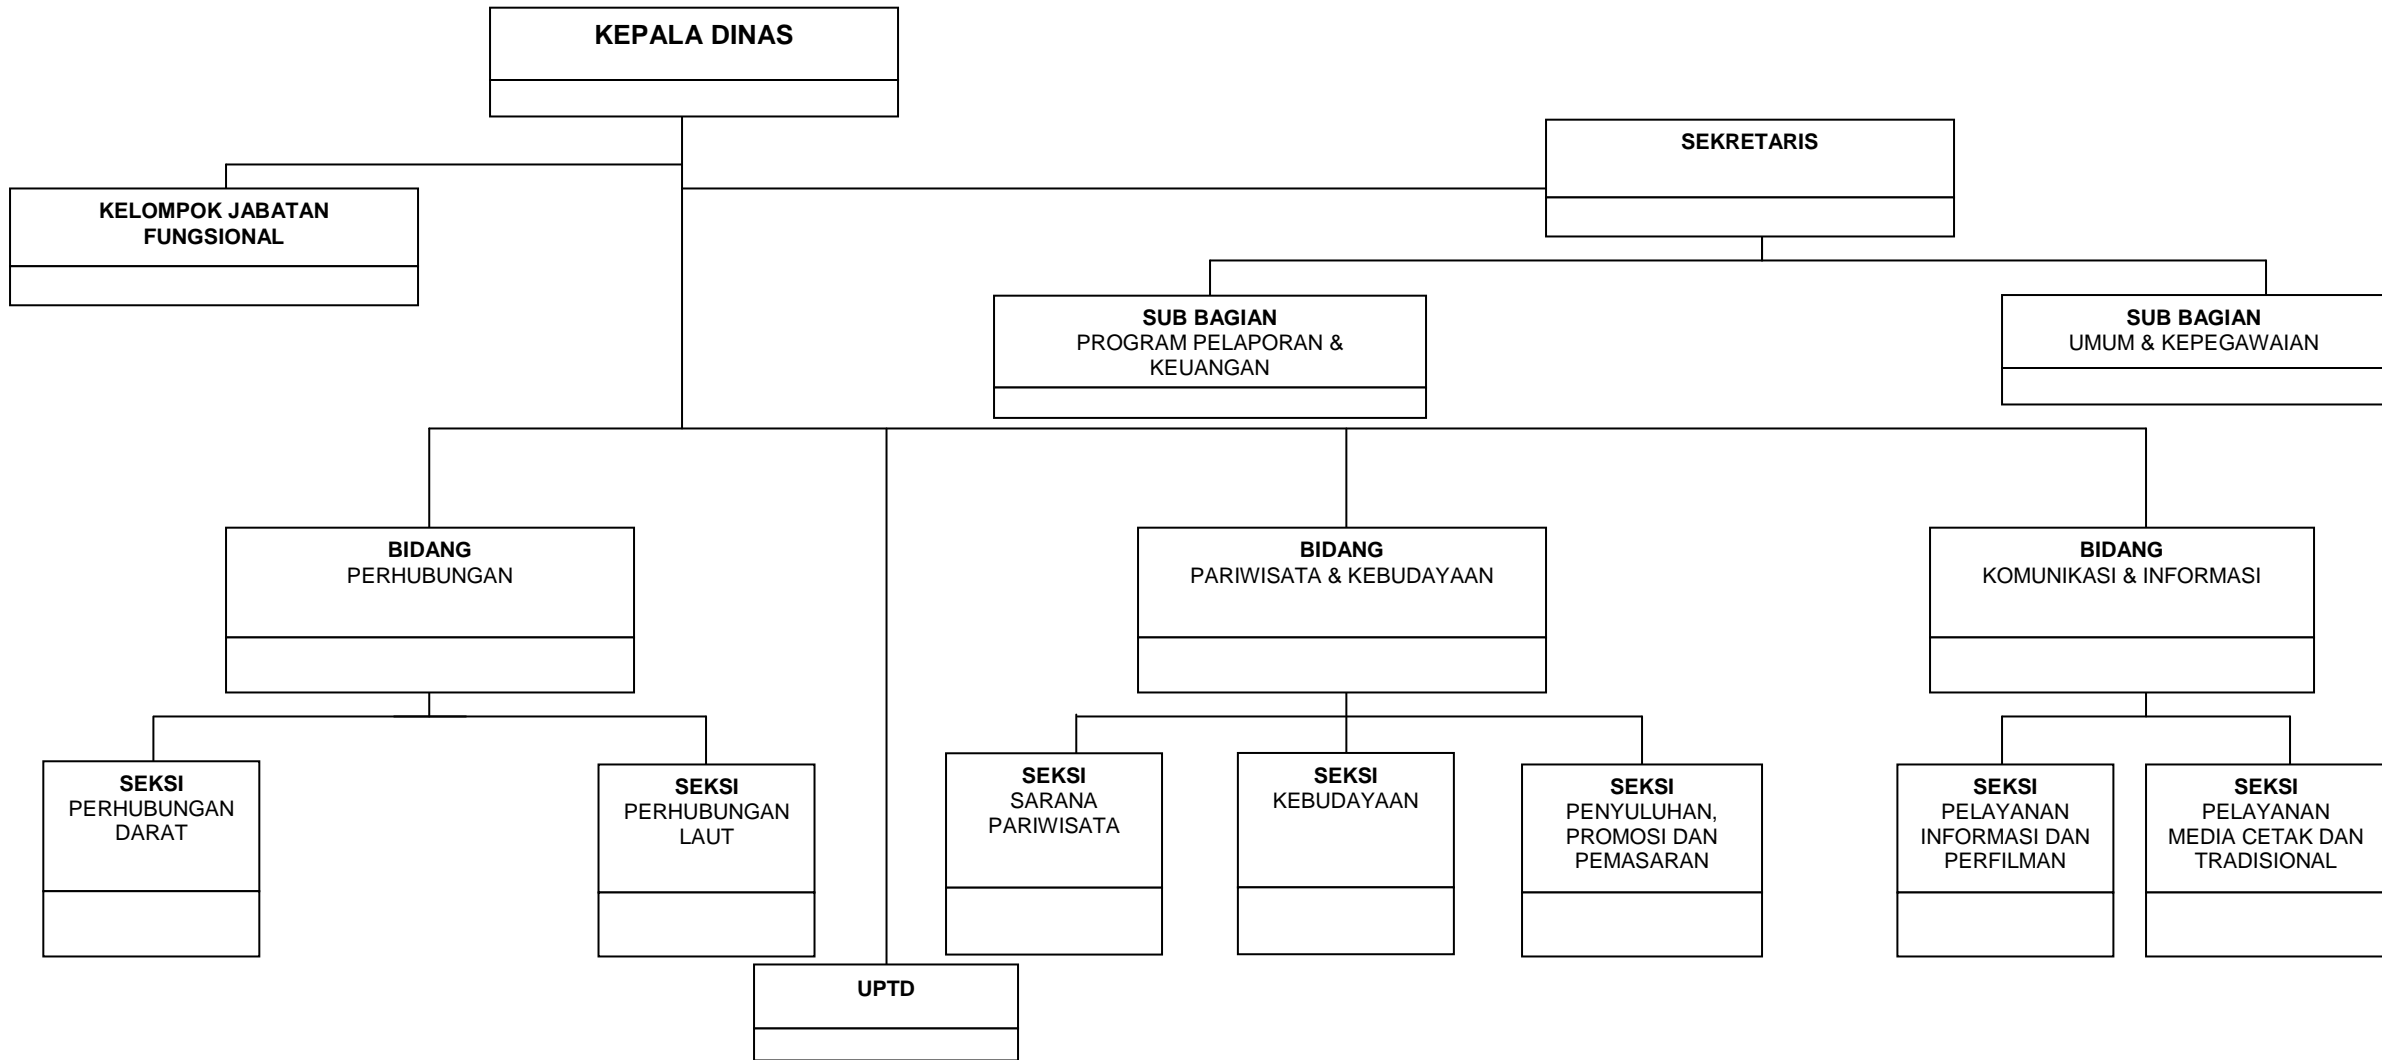 KEPALA DINAS
SEKRETARIS
KELOMPOK JABATAN
FUNGSIONAL
SUB BAGIAN
PROGRAM PELAPORAN &
KEUANGAN
SUB BAGIAN
UMUM & KEPEGAWAIAN
BIDANG
PERHUBUNGAN
BIDANG
PARIWISATA & KEBUDAYAAN
BIDANG
KOMUNIKASI & INFORMASI
SEKSI
PERHUBUNGAN
DARAT
SEKSI
PERHUBUNGAN
LAUT
SEKSI
SARANA
PARIWISATA
SEKSI
KEBUDAYAAN
SEKSI
PENYULUHAN,
PROMOSI DAN
PEMASARAN
SEKSI
PELAYANAN
INFORMASI DAN
PERFILMAN
SEKSI
PELAYANAN
MEDIA CETAK DAN
TRADISIONAL
UPTD